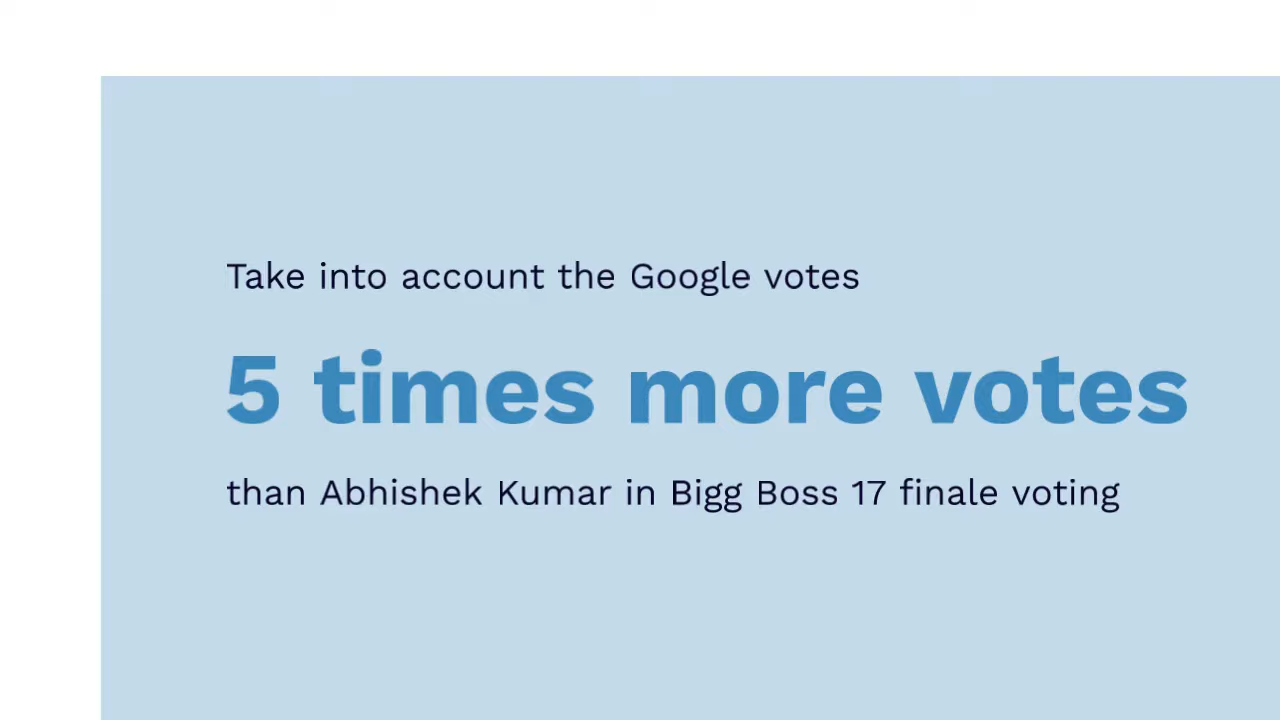 Take into account the Google votes
5 times more votes
than Abhishek Kumar in Bigg Boss 17 finale voting